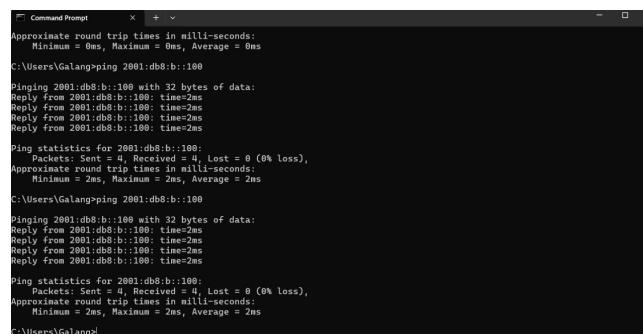 Command Prompt
Approximate round trip times in milli-seconds:
Minimum = 0ms, Maximum = 0ms, Average = 0ms
C:\Users\Galang>ping 2001:db8:b::100
Pinging 2001:db8:b::100 with 32 bytes of data:
Reply from 2001:db8:b::100: time=2ms
Reply from 2001:db8:b::100: time=2ms
Reply from 2001:db8:b::100: time=2ms
Reply from 2001:db8:b::100: time=2ms
Ping statistics for 2001:db8:b::100:
Packets: Sent = 4, Received = 4, Lost = 0 (0% loss),
Approximate round trip times in milli-seconds:
Minimum = 2ms, Maximum = 2ms, Average = 2ms
C:\Users\Galang>ping 2001:db8:b::100
Pinging 2001:db8:b::100 with 32 bytes of data:
Reply from 2001:db8:b::100: time=2ms
Reply from 2001:db8:b::100: time=2ms
Reply from 2001:db8:b::100: time=2ms
Reply from 2001:db8:b::100: time=2ms
Ping statistics for 2001:db8:b::100:
Packets: Sent = 4, Received = 4, Lost = 0 (0% loss),
Approximate round trip times in milli-seconds:
Minimum = 2ms, Maximum = 2ms, Average = 2ms
C:\Users\Galang>